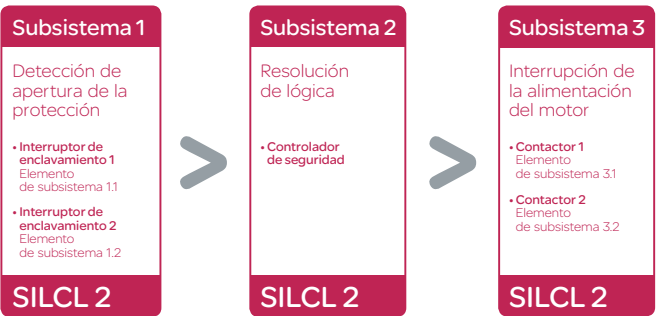 Subsistema 1
Detección de
apertura de la
protección
• Interruptor de
enclavamiento 1
Elemento
de subsistema 1.1
• Interruptor de
enclavamiento 2
Elemento
de subsistema 1.2
SILCL 2
>
Subsistema 2
Resolución
de lógica
• Controlador
de seguridad
SILCL 2
>
Subsistema 3
Interrupción de
la alimentación
del motor
• Contactor 1
Elemento
de subsistema 3.1
• Contactor 2
Elemento
de subsistema 3.2
SILCL 2